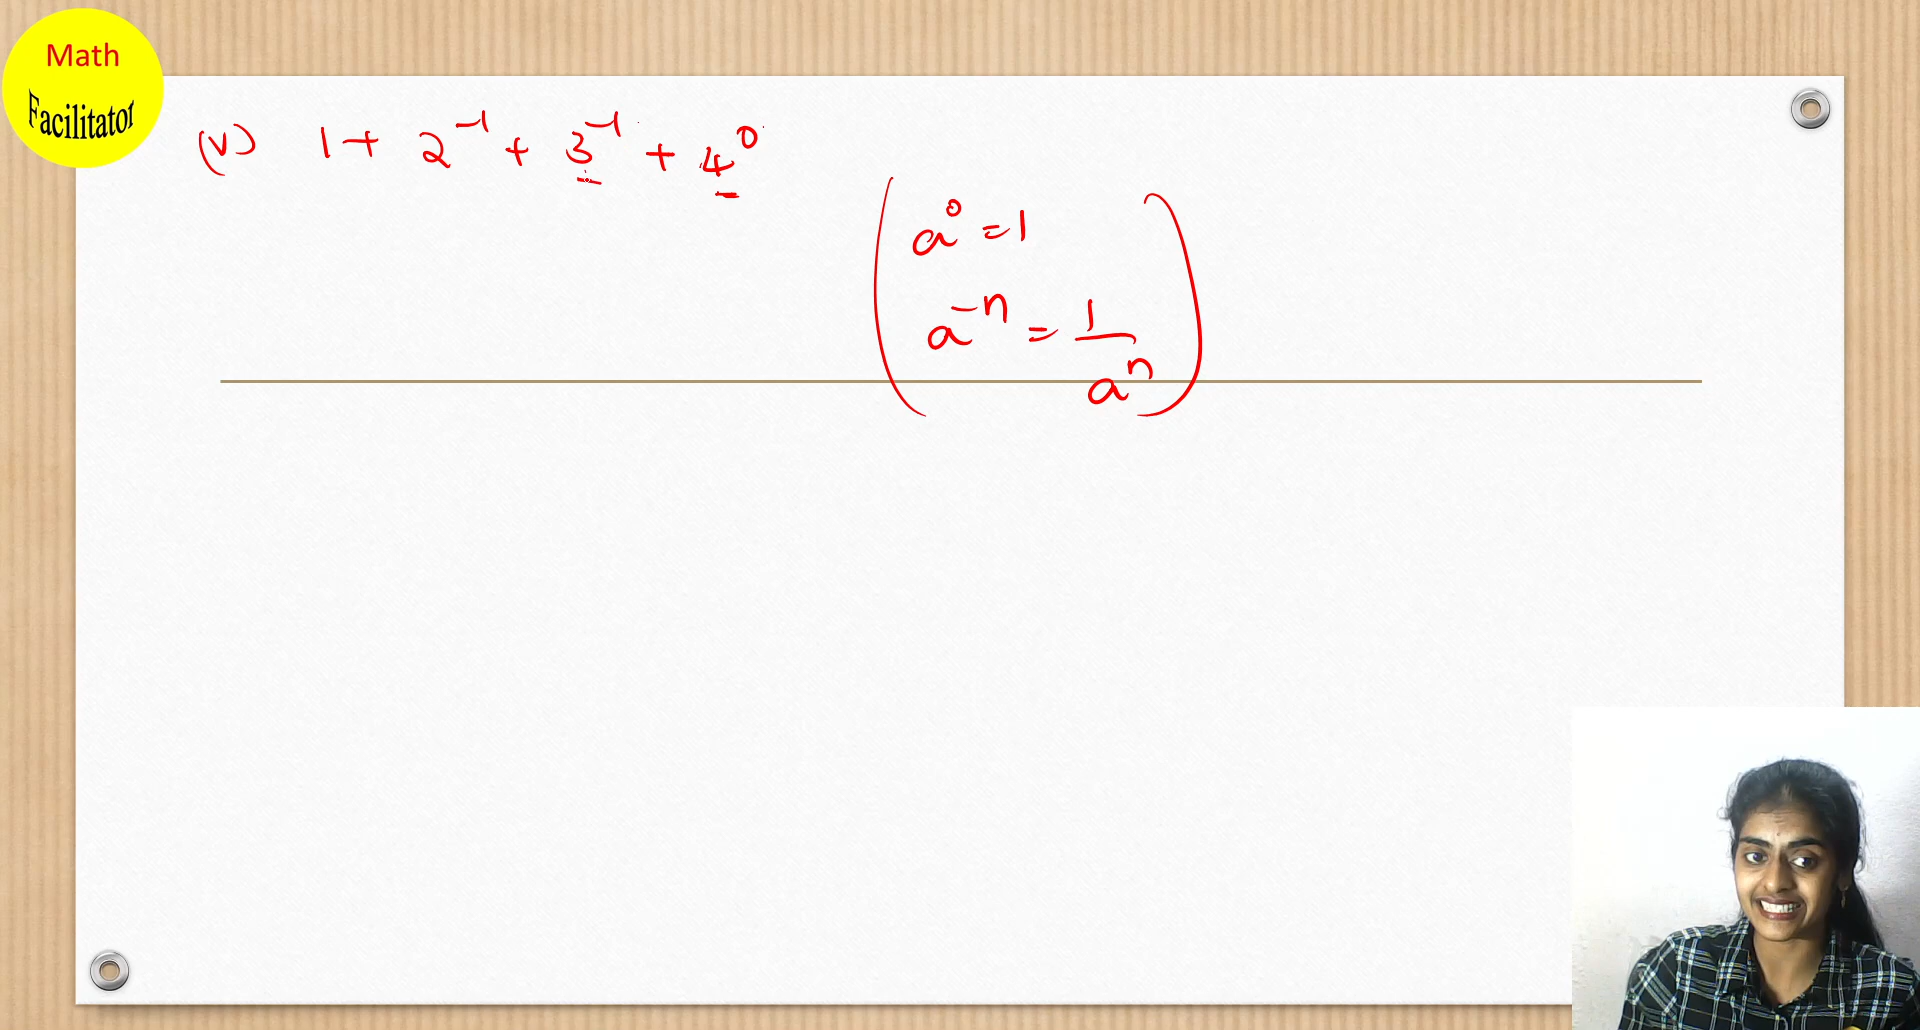 Math
Facilitator
(V) 1 + 2⁻¹ + 3⁻¹ + 4⁰
a⁰ = 1
a⁻ⁿ = 1/aⁿ